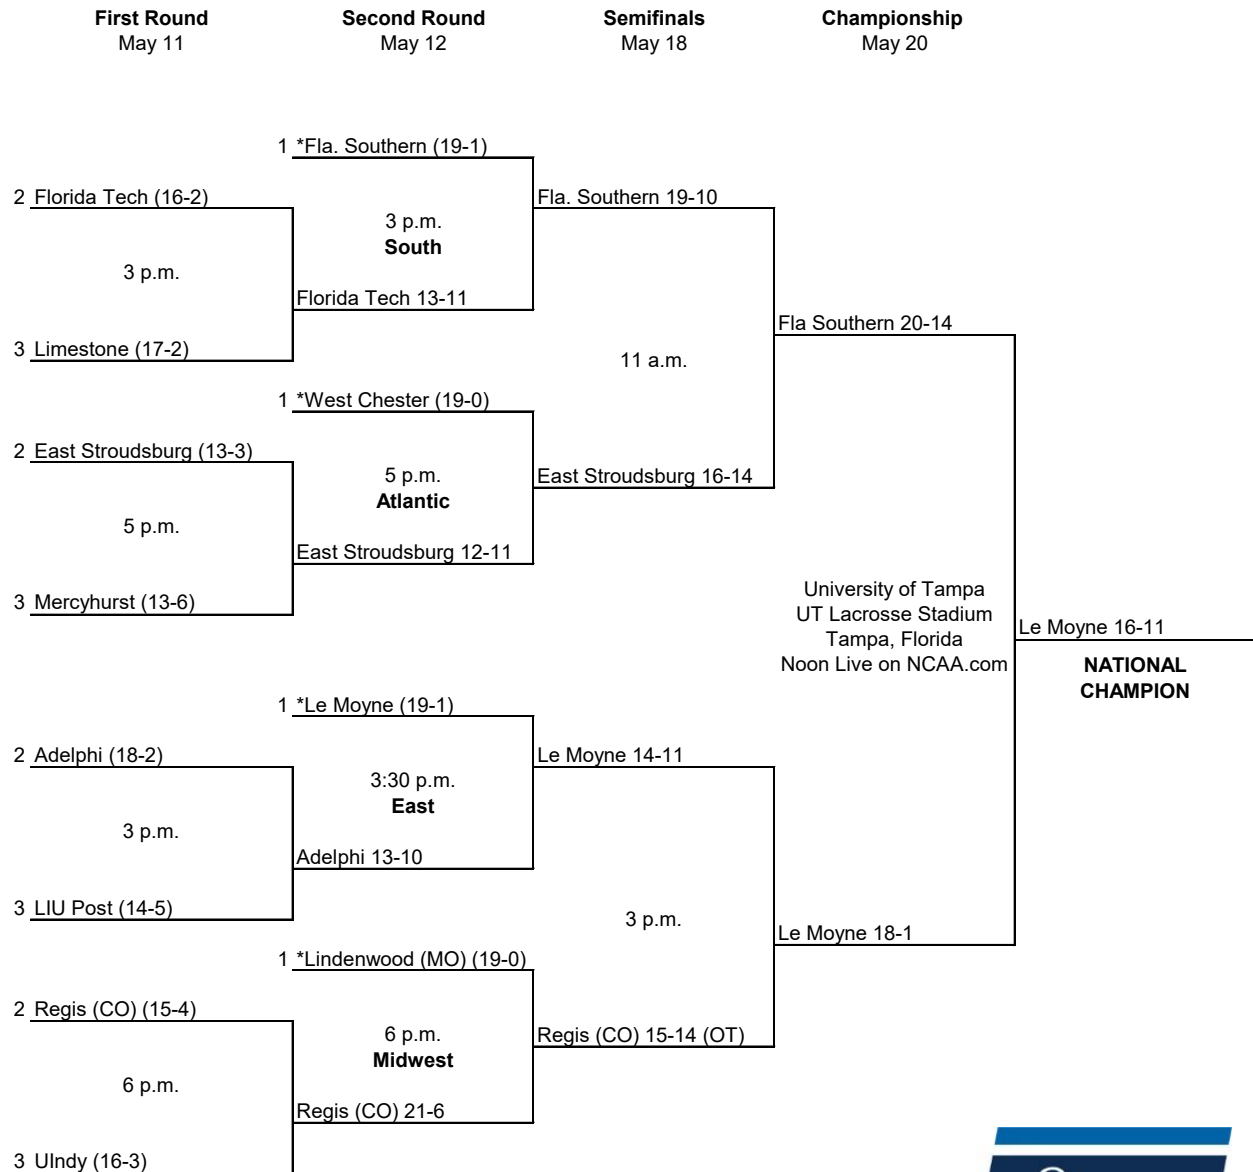 First Round
May 11
Second Round
May 12
Semifinals
May 18
Championship
May 20
1 *Fla. Southern (19-1)
2 Florida Tech (16-2)
Fla. Southern 19-10
3 p.m.
South
3 p.m.
Florida Tech 13-11
Fla Southern 20-14
3 Limestone (17-2)
11 a.m.
1 *West Chester (19-0)
2 East Stroudsburg (13-3)
5 p.m.
Atlantic
East Stroudsburg 16-14
5 p.m.
East Stroudsburg 12-11
3 Mercyhurst (13-6)
University of Tampa
UT Lacrosse Stadium
Tampa, Florida
Noon Live on NCAA.com
Le Moyne 16-11
NATIONAL
CHAMPION
1 *Le Moyne (19-1)
2 Adelphi (18-2)
Le Moyne 14-11
3:30 p.m.
East
3 p.m.
Adelphi 13-10
3 LIU Post (14-5)
3 p.m.
Le Moyne 18-1
1 *Lindenwood (MO) (19-0)
2 Regis (CO) (15-4)
6 p.m.
Midwest
Regis (CO) 15-14 (OT)
6 p.m.
Regis (CO) 21-6
3 UIndy (16-3)